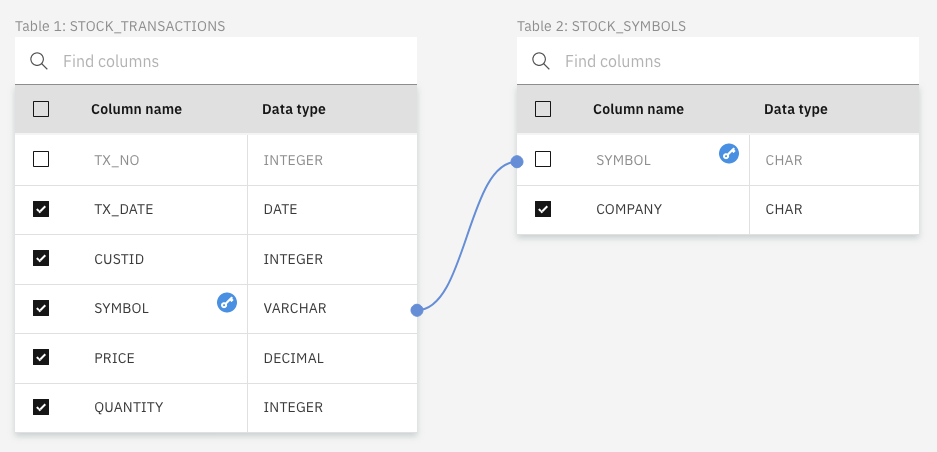 Table 1: STOCK_TRANSACTIONS
Find columns
Column name Data type
TX_NO INTEGER
TX_DATE DATE
CUSTID INTEGER
SYMBOL VARCHAR
PRICE DECIMAL
QUANTITY INTEGER
Table 2: STOCK_SYMBOLS
Find columns
Column name Data type
SYMBOL CHAR
COMPANY CHAR